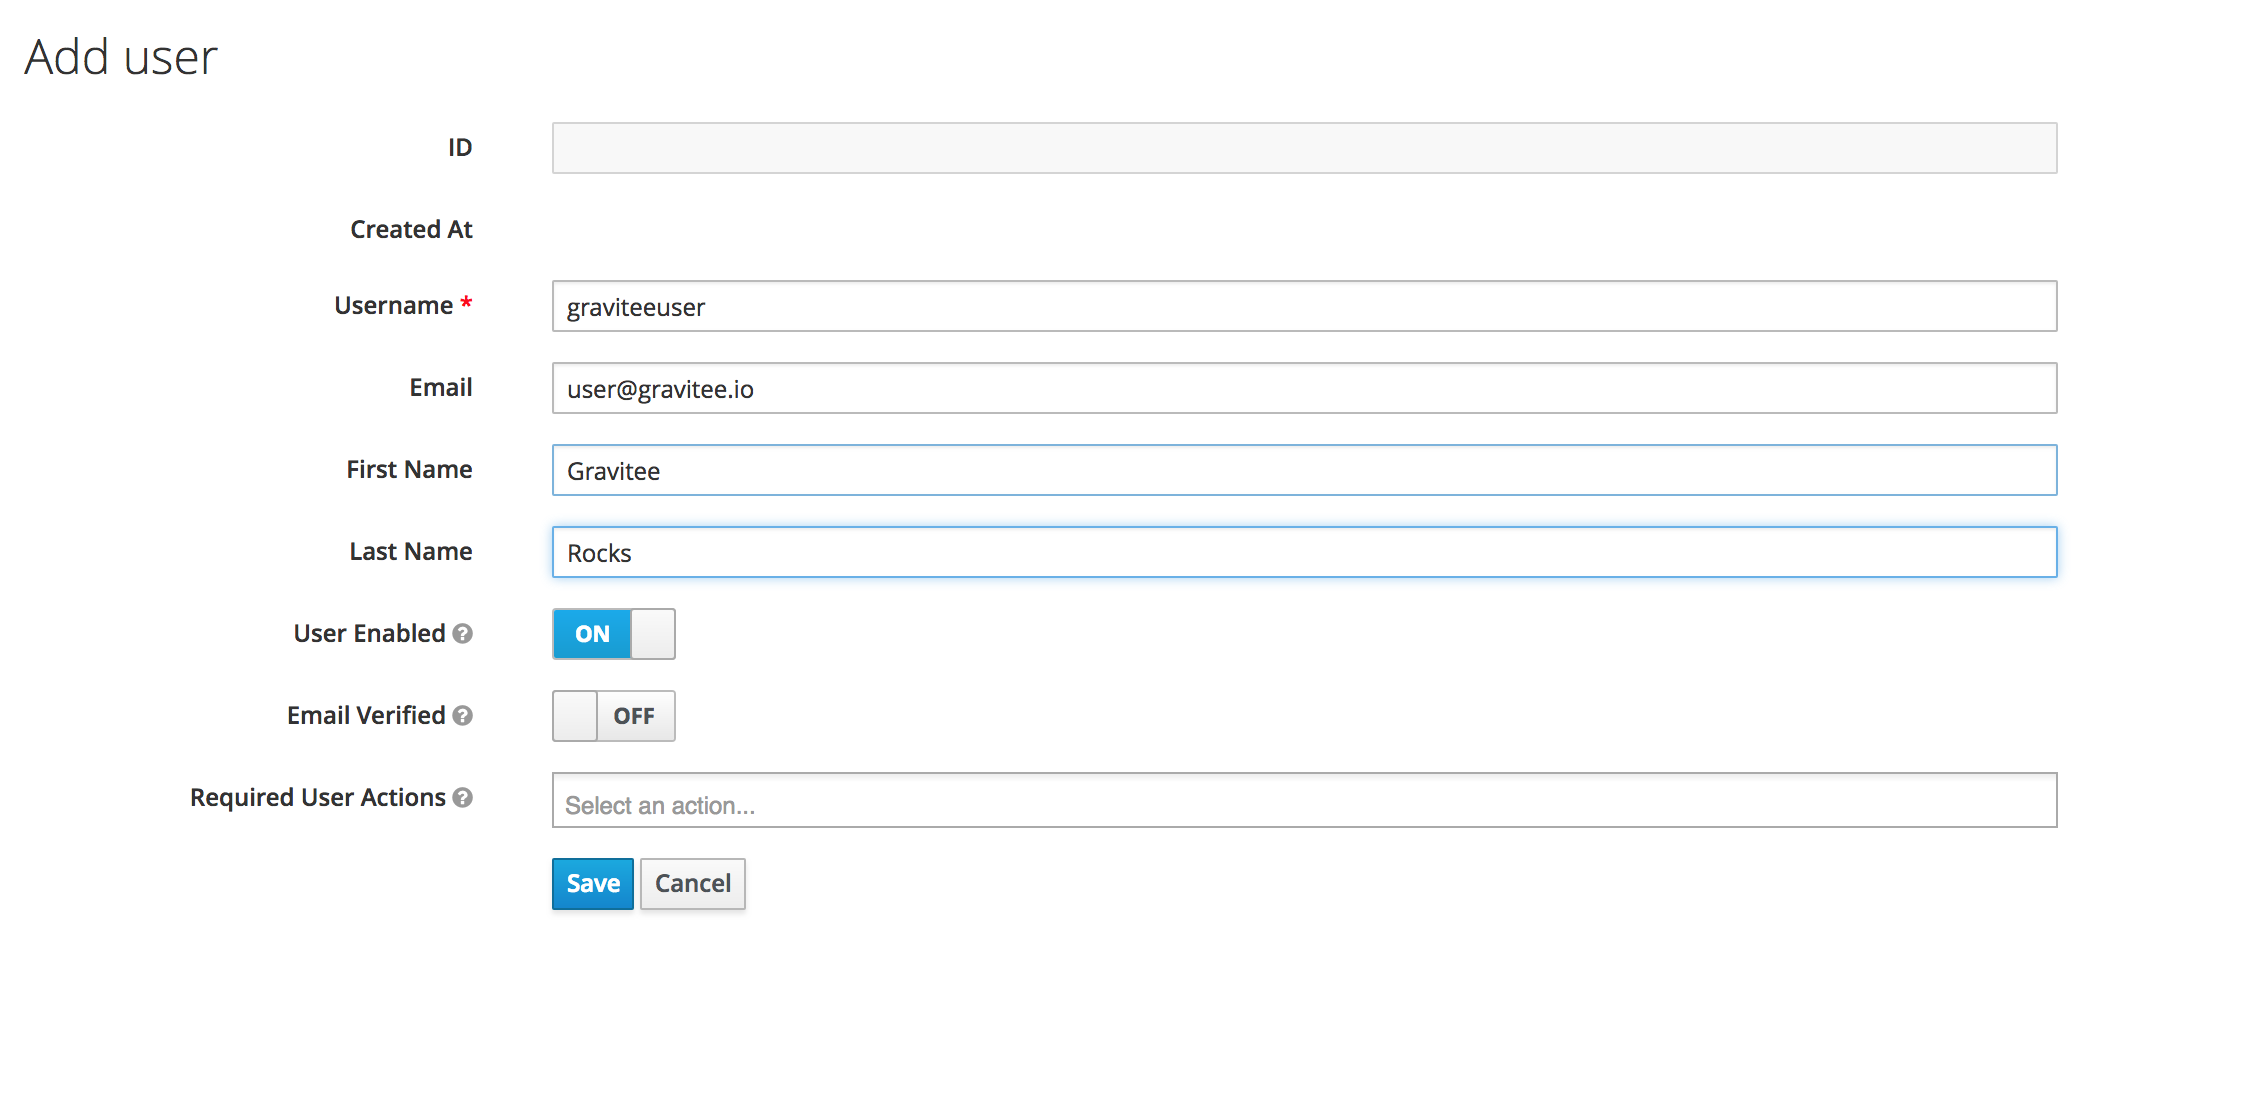 Add user
ID
Created At
Username * graviteeuser
Email user@gravitee.io
First Name Gravitee
Last Name Rocks
User Enabled ? ON
Email Verified ? OFF
Required User Actions ? Select an action...
Save Cancel